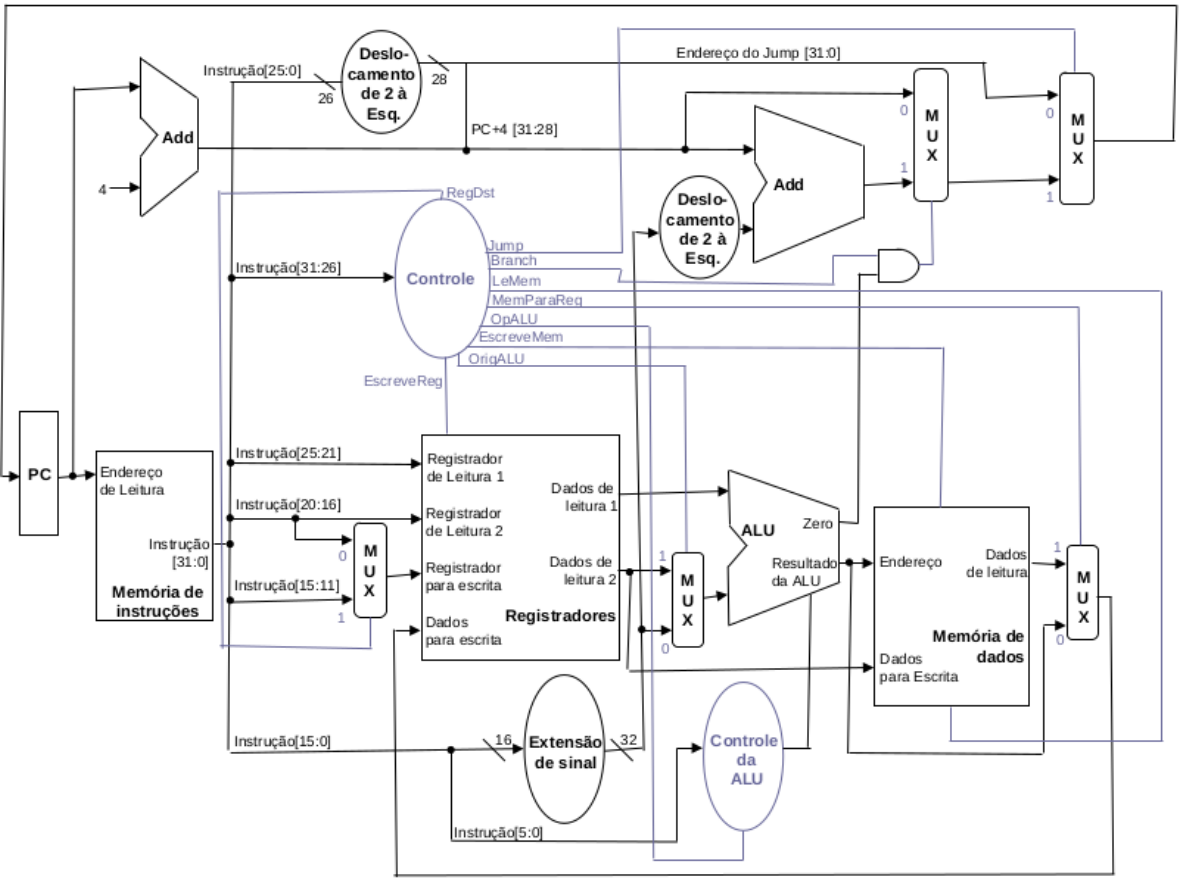 Endereço do Jump [31:0]
Deslo-
camento
de 2 à
Esq.
Instrução[25:0]
26
28
Add
4
PC+4 [31:28]
0
MUX
1
0
MUX
1
Add
Deslo-
camento
de 2 à
Esq.
RegDst
Jump
Branch
LeMem
MemParaReg
OpALU
EscreveMem
OrigALU
EscreveReg
Controle
Instrução[31:26]
PC
Endereço
de Leitura
Instrução
[31:0]
Memória de
instruções
Instrução[25:21]
Instrução[20:16]
Instrução[15:11]
0
MUX
1
Registrador
de Leitura 1
Registrador
de Leitura 2
Registrador
para escrita
Dados
para escrita
Dados de
leitura 1
Dados de
leitura 2
Registradores
1
MUX
0
ALU
Zero
Resultado
da ALU
Endereço
Dados
de leitura
Memória de
dados
Dados
para Escrita
1
MUX
0
Instrução[15:0]
16
Extensão
de sinal
32
Controle
da
ALU
Instrução[5:0]